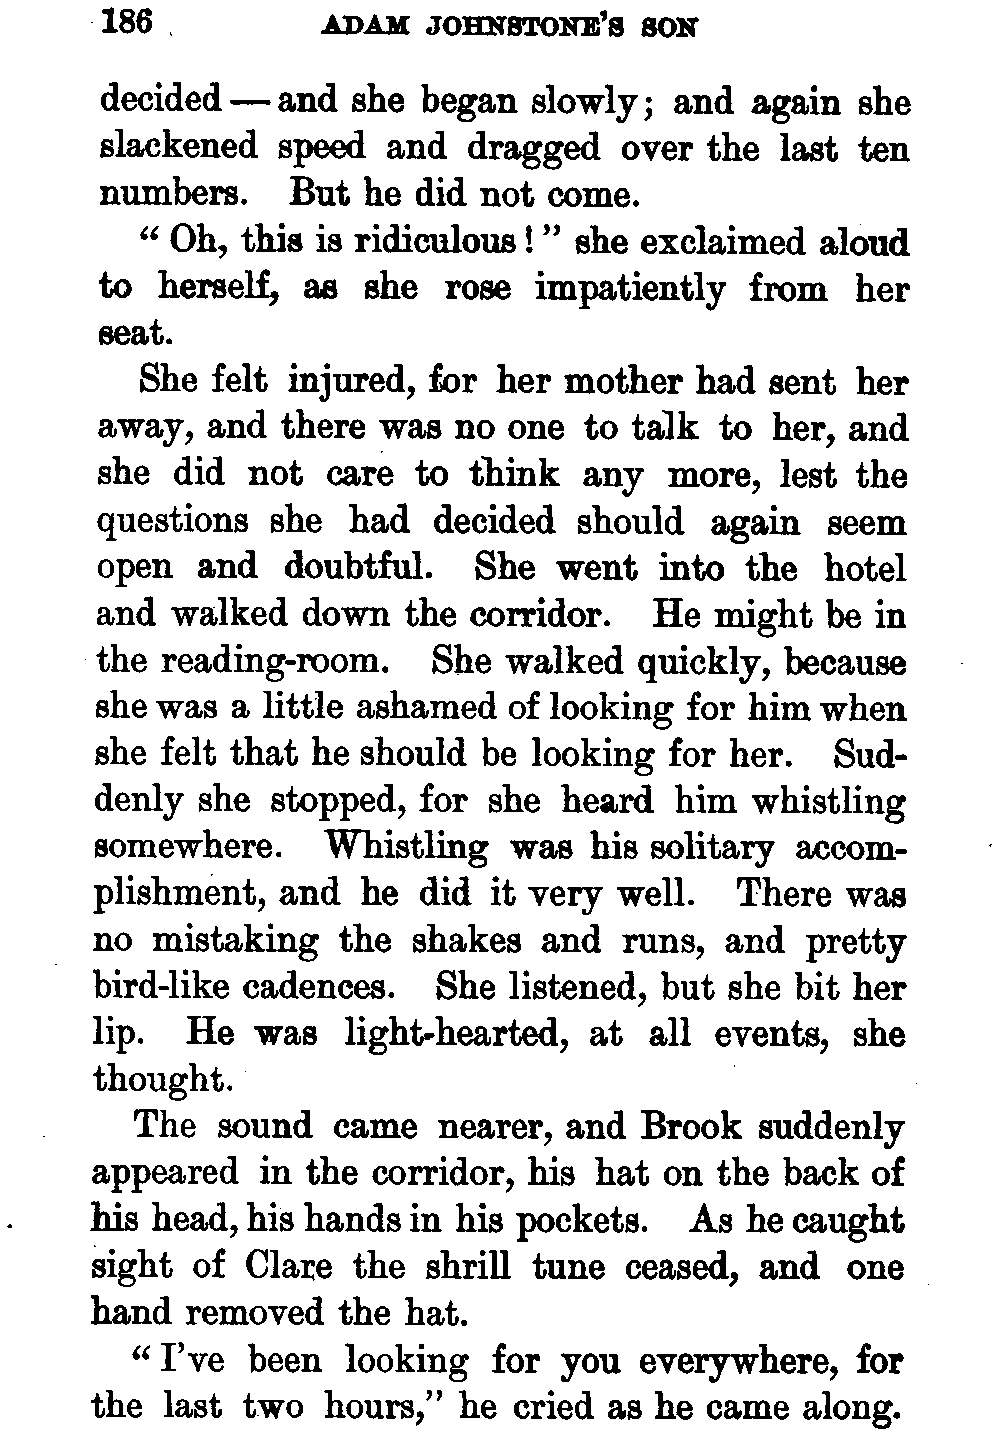 186 ADAM JOHNSTONE'S SON
decided — and she began slowly; and again she
slackened speed and dragged over the last ten
numbers. But he did not come.
"Oh, this is ridiculous!" she exclaimed aloud
to herself, as she rose impatiently from her
seat.
She felt injured, for her mother had sent her
away, and there was no one to talk to her, and
she did not care to think any more, lest the
questions she had decided should again seem
open and doubtful. She went into the hotel
and walked down the corridor. He might be in
the reading-room. She walked quickly, because
she was a little ashamed of looking for him when
she felt that he should be looking for her. Sud-
denly she stopped, for she heard him whistling
somewhere. Whistling was his solitary accom-
plishment, and he did it very well. There was
no mistaking the shakes and runs, and pretty
bird-like cadences. She listened, but she bit her
lip. He was light-hearted, at all events, she
thought.
The sound came nearer, and Brook suddenly
appeared in the corridor, his hat on the back of
his head, his hands in his pockets. As he caught
sight of Clare the shrill tune ceased, and one
hand removed the hat.
"I've been looking for you everywhere, for
the last two hours," he cried as he came along.